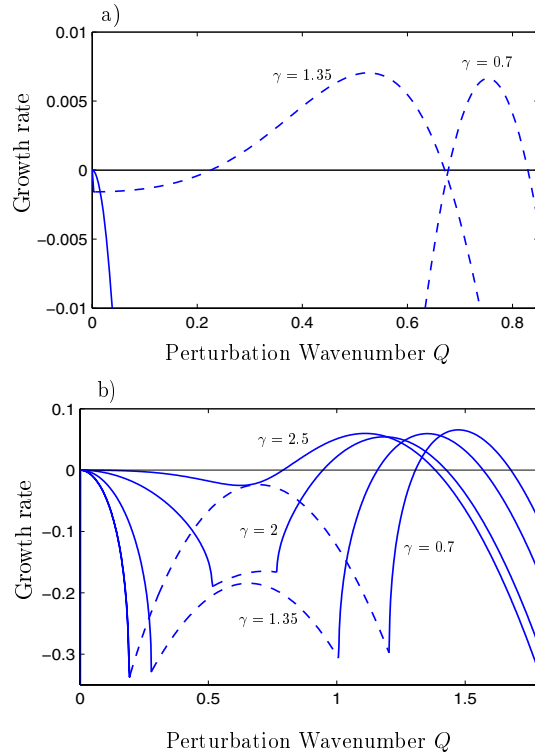 a)
0.01
0.005
0
−0.005
−0.01
Growth rate
γ = 1.35
γ = 0.7
0 0.2 0.4 0.6 0.8
Perturbation Wavenumber Q
b)
0.1
0
−0.1
−0.2
−0.3
Growth rate
γ = 2.5
γ = 2
γ = 0.7
γ = 1.35
0 0.5 1 1.5
Perturbation Wavenumber Q